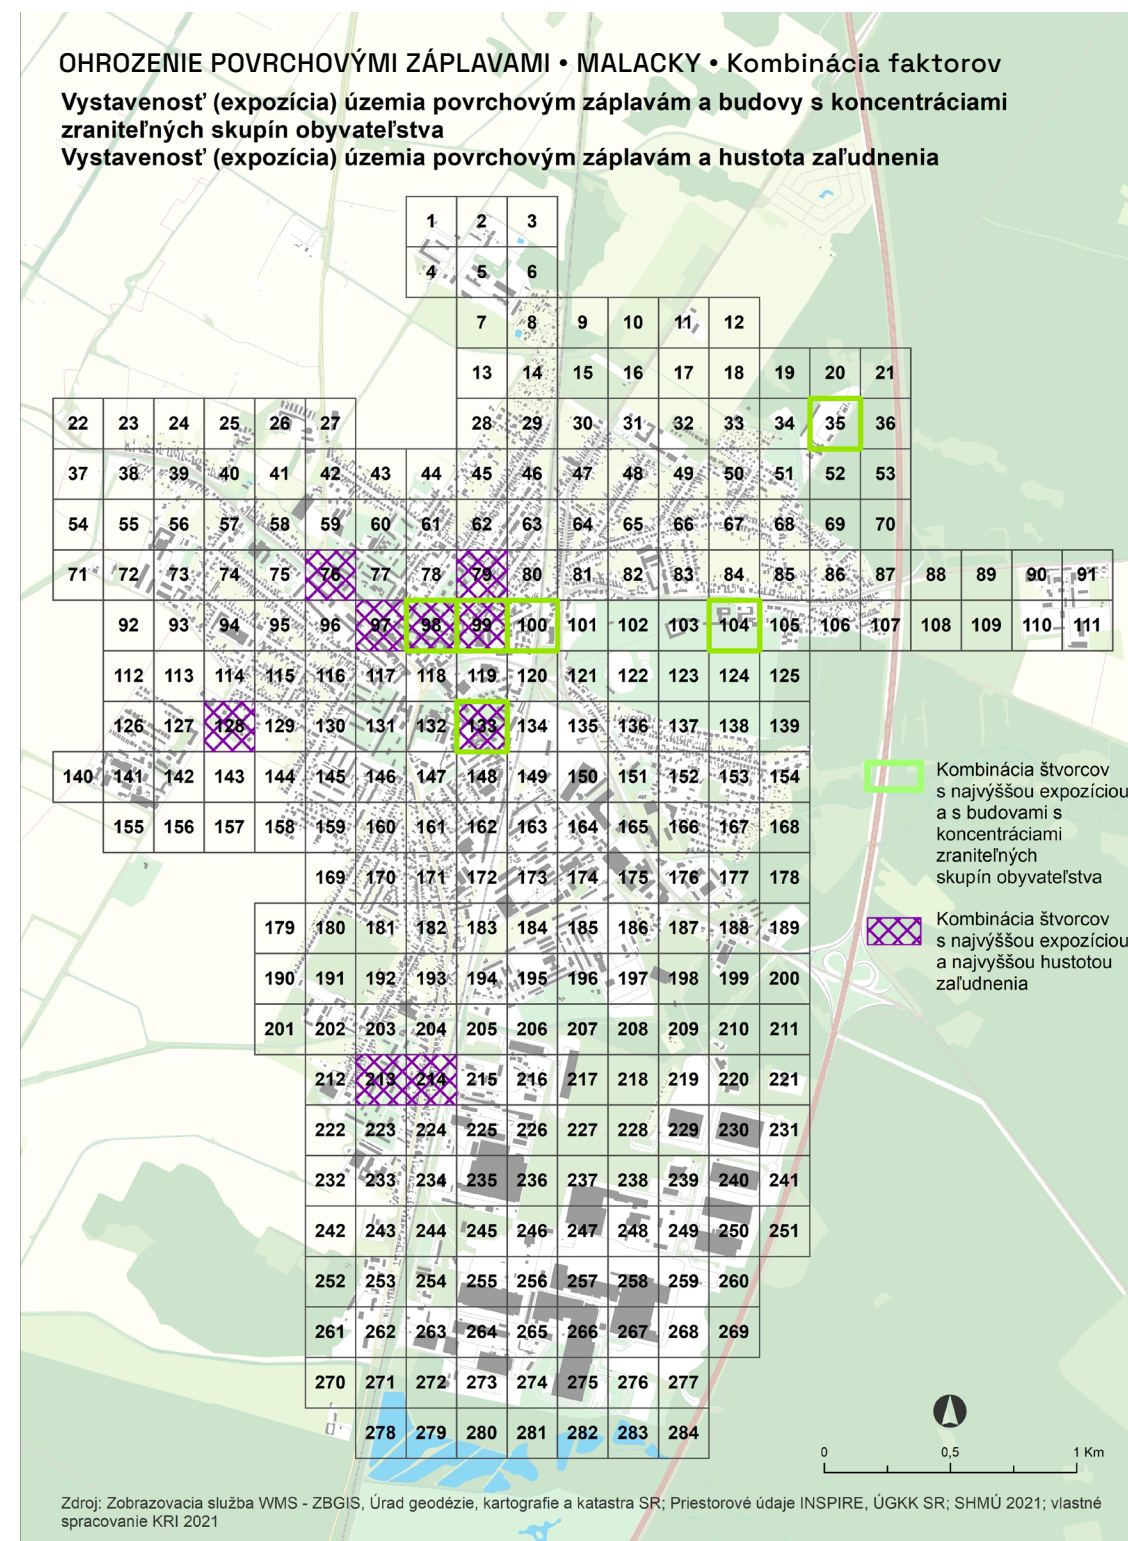 OHROZENIE POVRCHOVÝMI ZÁPLAVAMI • MALACKY • Kombinácia faktorov
Vystavenosť (expozícia) územia povrchovým záplavám a budovy s koncentráciami
zraniteľných skupín obyvateľstva
Vystavenosť (expozícia) územia povrchovým záplavám a hustota zaľudnenia
1 2 3
4 5 6
7 8 9 10 11 12
13 14 15 16 17 18 19 20 21
22 23 24 25 26 27 28 29 30 31 32 33 34 35 36
37 38 39 40 41 42 43 44 45 46 47 48 49 50 51 52 53
54 55 56 57 58 59 60 61 62 63 64 65 66 67 68 69 70
71 72 73 74 75 76 77 78 79 80 81 82 83 84 85 86 87 88 89 90 91
92 93 94 95 96 97 98 99 100 101 102 103 104 105 106 107 108 109 110 111
112 113 114 115 116 117 118 119 120 121 122 123 124 125
126 127 128 129 130 131 132 133 134 135 136 137 138 139
140 141 142 143 144 145 146 147 148 149 150 151 152 153 154
155 156 157 158 159 160 161 162 163 164 165 166 167 168
169 170 171 172 173 174 175 176 177 178
179 180 181 182 183 184 185 186 187 188 189
190 191 192 193 194 195 196 197 198 199 200
201 202 203 204 205 206 207 208 209 210 211
212 213 214 215 216 217 218 219 220 221
222 223 224 225 226 227 228 229 230 231
232 233 234 235 236 237 238 239 240 241
242 243 244 245 246 247 248 249 250 251
252 253 254 255 256 257 258 259 260
261 262 263 264 265 266 267 268 269
270 271 272 273 274 275 276 277
278 279 280 281 282 283 284
Kombinácia štvorcov
s najvýššou expozíciou
a s budovami s
koncentráciami
zraniteľných
skupín obyvateľstva
Kombinácia štvorcov
s najvýššou expozíciou
a najvyššou hustotou
zaľudnenia
0 0,5 1 Km
Zdroj: Zobrazovacia služba WMS - ZBGIS, Úrad geodézie, kartografie a katastra SR; Priestorové údaje INSPIRE, ÚGKK SR; SHMÚ 2021; vlastné
spracovanie KRI 2021